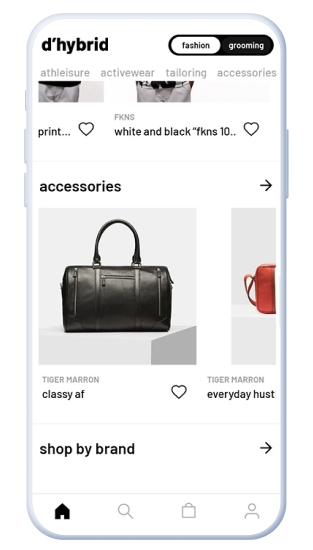 d'hybrid
fashion grooming
athleisure activewear tailoring accessories
FKNS
print... white and black "fkns 10..
accessories
TIGER MARRON TIGER MARRON
classy af everyday hust
shop by brand